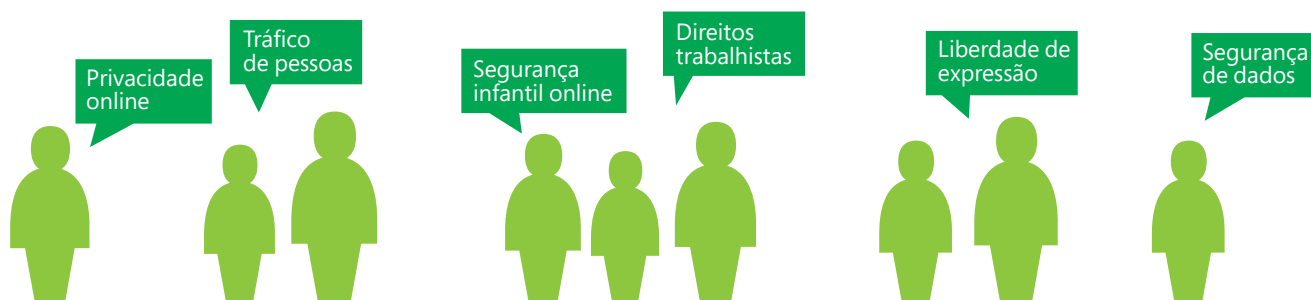 Privacidade
online
Tráfico
de pessoas
Segurança
infantil online
Direitos
trabalhistas
Liberdade de
expressão
Segurança
de dados